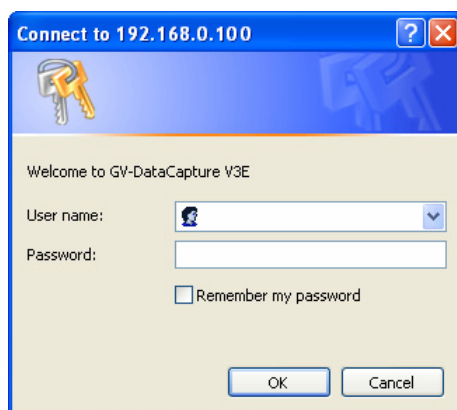 Connect to 192.168.0.100
Welcome to GV-DataCapture V3E
User name:
Password:
Remember my password
OK Cancel